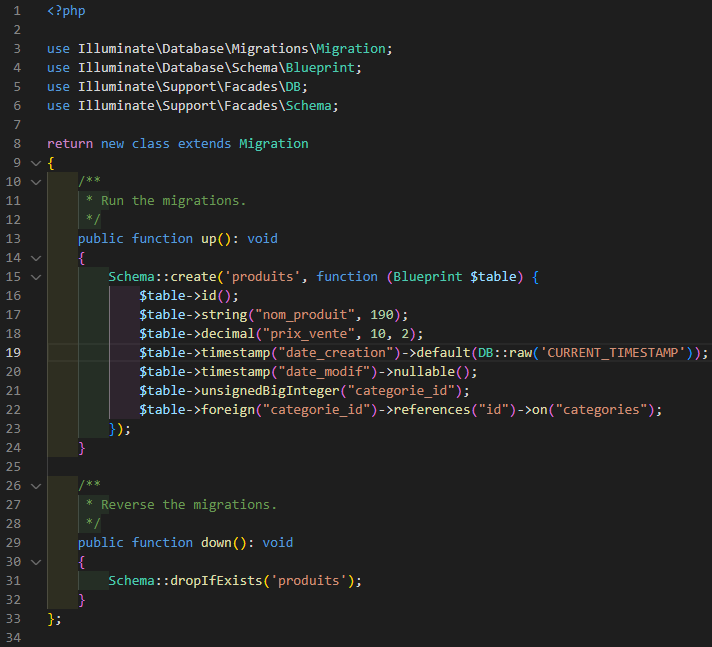 1 <?php
2
3 use Illuminate\Database\Migrations\Migration;
4 use Illuminate\Database\Schema\Blueprint;
5 use Illuminate\Support\Facades\DB;
6 use Illuminate\Support\Facades\Schema;
7
8 return new class extends Migration
9 {
10     /**
11      * Run the migrations.
12      */
13     public function up(): void
14     {
15         Schema::create('produits', function (Blueprint $table) {
16             $table->id();
17             $table->string("nom_produit", 190);
18             $table->decimal("prix_vente", 10, 2);
19             $table->timestamp("date_creation")->default(DB::raw('CURRENT_TIMESTAMP'));
20             $table->timestamp("date_modif")->nullable();
21             $table->unsignedBigInteger("categorie_id");
22             $table->foreign("categorie_id")->references("id")->on("categories");
23         });
24     }
25
26     /**
27      * Reverse the migrations.
28      */
29     public function down(): void
30     {
31         Schema::dropIfExists('produits');
32     }
33 };
34